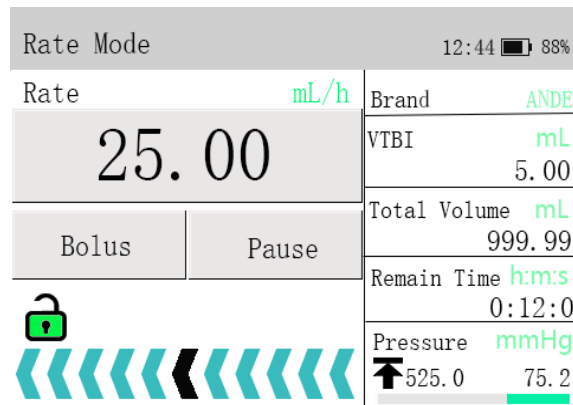 Rate Mode
12:44 88%
Rate mL/h
25.00
Bolus
Pause
Brand ANDE
VTBI mL
5.00
Total Volume mL
999.99
Remain Time h:m:s
0:12:0
Pressure mmHg
525.0 75.2